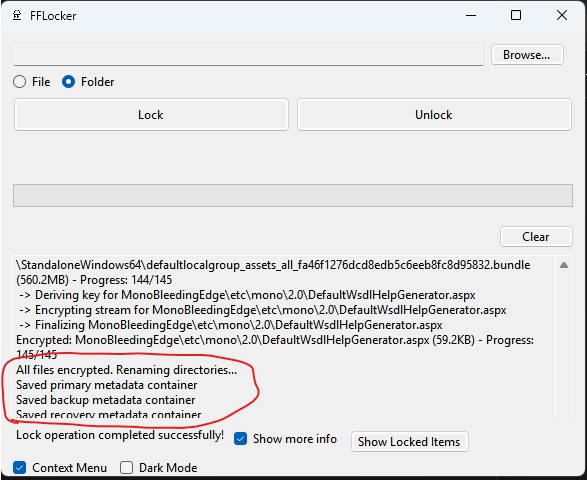 FFLocker
Browse...
File Folder
Lock Unlock
Clear
\StandaloneWindows64\defaultlocalgroup_assets_all_fa46f1276dcd8edb5c6eeb8fc8d95832.bundle
(560.2MB) - Progress: 144/145
-> Deriving key for MonoBleedingEdge\etc\mono\2.0\DefaultWsdlHelpGenerator.aspx
-> Encrypting stream for MonoBleedingEdge\etc\mono\2.0\DefaultWsdlHelpGenerator.aspx
-> Finalizing MonoBleedingEdge\etc\mono\2.0\DefaultWsdlHelpGenerator.aspx
Encrypted: MonoBleedingEdge\etc\mono\2.0\DefaultWsdlHelpGenerator.aspx (59.2KB) - Progress:
145/145
All files encrypted. Renaming directories...
Saved primary metadata container
Saved backup metadata container
Saved recovery metadata container
Lock operation completed successfully! Show more info Show Locked Items
Context Menu Dark Mode